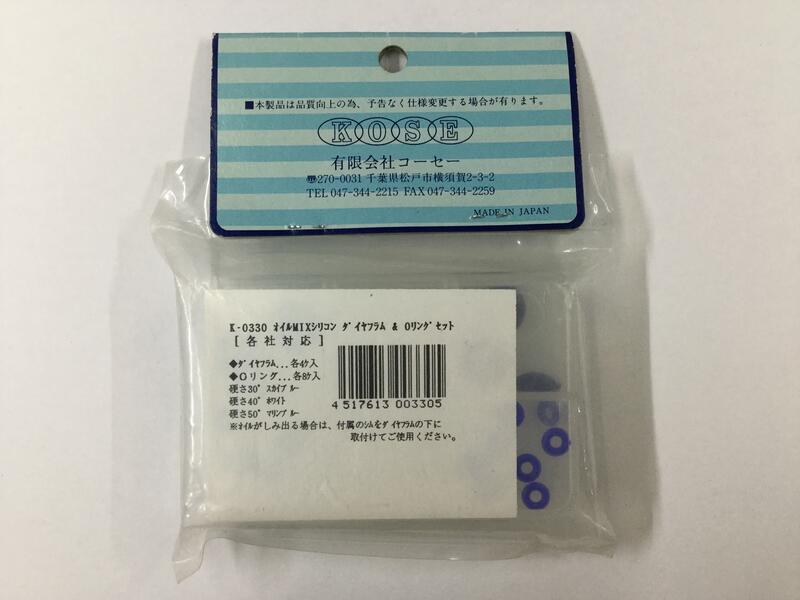 ■本製品は品質向上の為、予告なく仕様変更する場合が有ります。
KOSE
有限会社コーセー
〠270-0031 千葉県松戸市横須賀2-3-2
TEL 047-344-2215 FAX 047-344-2259
MADE IN JAPAN
K-0330 ｵｲﾙMIXシリコン ﾀﾞｲﾔﾌﾗﾑ & Oﾘﾝｸﾞｾｯﾄ
[各社対応]
◆ﾀﾞｲﾔﾌﾗﾑ...各4ｹ入
◆Oリング...各8ｹ入
硬さ30ﾟ ｽｶｲﾌﾞﾙｰ
硬さ40ﾟ ﾎﾜｲﾄ
硬さ50ﾟ ﾏﾘﾝﾌﾞﾙｰ
4 517613 003305
※ｵｲﾙがしみ出る場合は、付属のｼﾑをﾀﾞｲﾔﾌﾗﾑの下に
取付けてご使用ください。